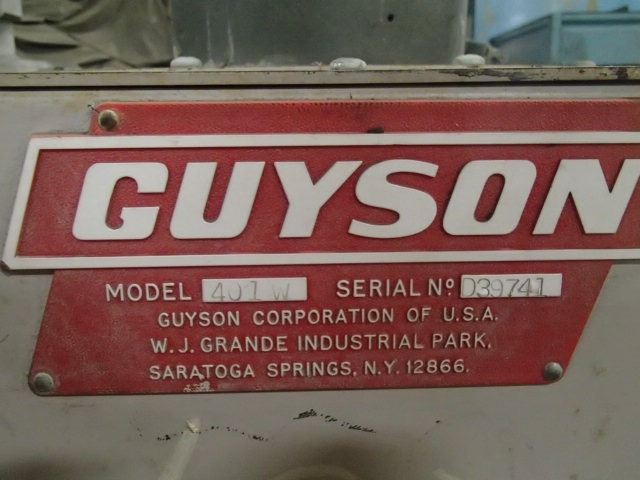 GUYSON
MODEL 401 W SERIAL Nº D39741
GUYSON CORPORATION OF U.S.A.
W.J. GRANDE INDUSTRIAL PARK,
SARATOGA SPRINGS, N.Y. 12866.